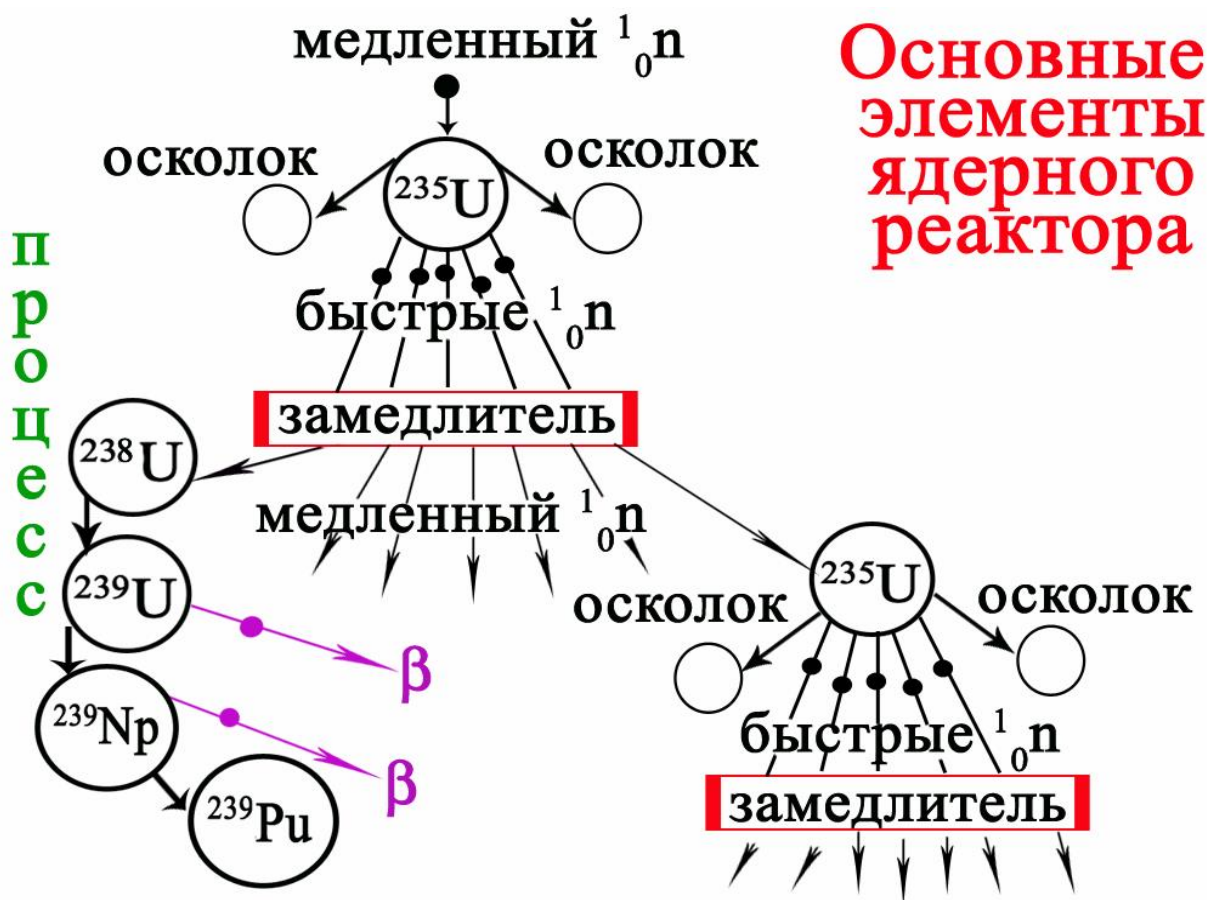 медленный ¹₀n
Основные
элементы
ядерного
реактора
осколок
осколок
²³⁵U
быстрые ¹₀n
замедлитель
процесс
²³⁸U
медленный ¹₀n
²³⁹U
²³⁵U
осколок
осколок
β
²³⁹Np
быстрые ¹₀n
β
замедлитель
²³⁹Pu